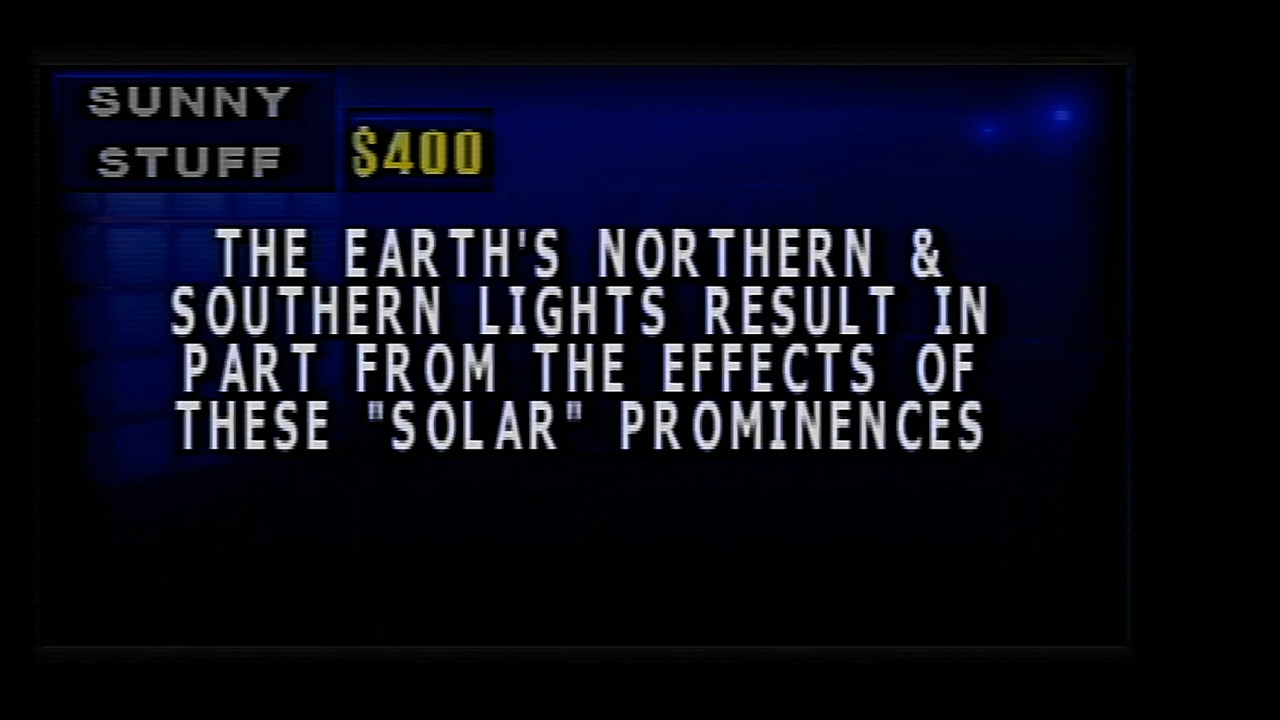 SUNNY
STUFF
$400
THE EARTH'S NORTHERN &
SOUTHERN LIGHTS RESULT IN
PART FROM THE EFFECTS OF
THESE "SOLAR" PROMINENCES